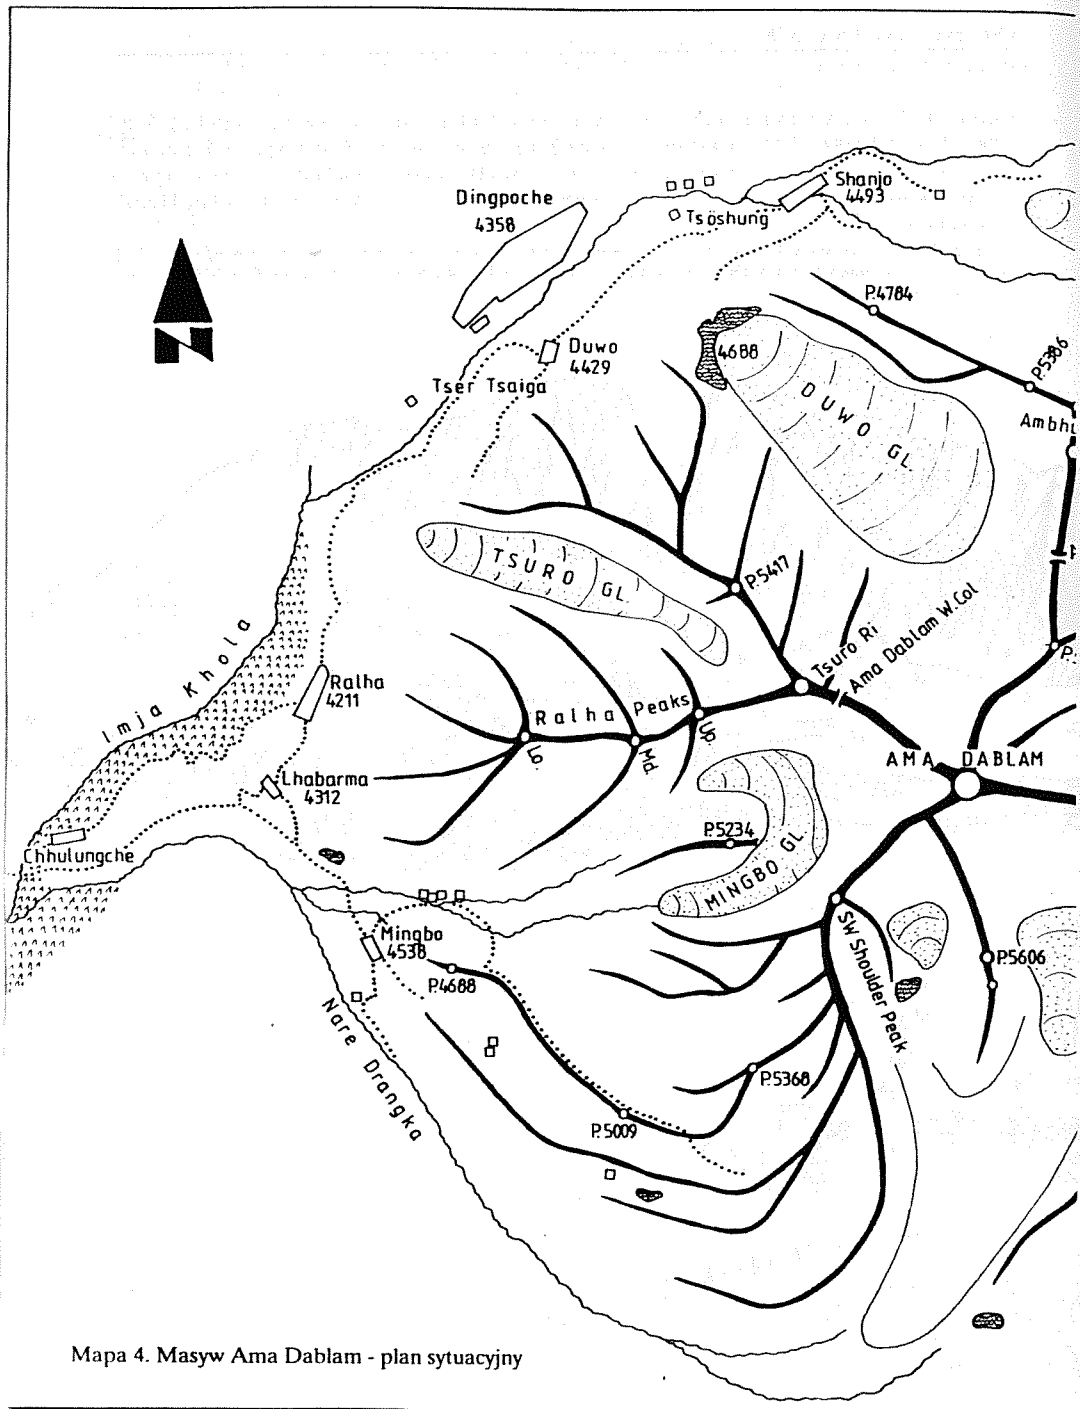 Shanjo
4493
Dingpoche
4358
Tsöshung
P.4784
Duwo
4429
4688
P.5386
Tser Tsaiga
DUWO GL.
Ambhu
N
TSURO GL.
P.5417
Tsuro Ri
Ama Dablam W. Col
Imja Khola
Ralha
4211
Ralha Peaks
Lo.
Md.
Up.
AMA DABLAM
Lhabarma
4312
P.5234
Chhulungche
MINGBO GL.
Mingbo
4538
P.4688
SW Shoulder Peak
P.5606
Nare Drangka
P.5368
P.5009
Mapa 4. Masyw Ama Dablam - plan sytuacyjny